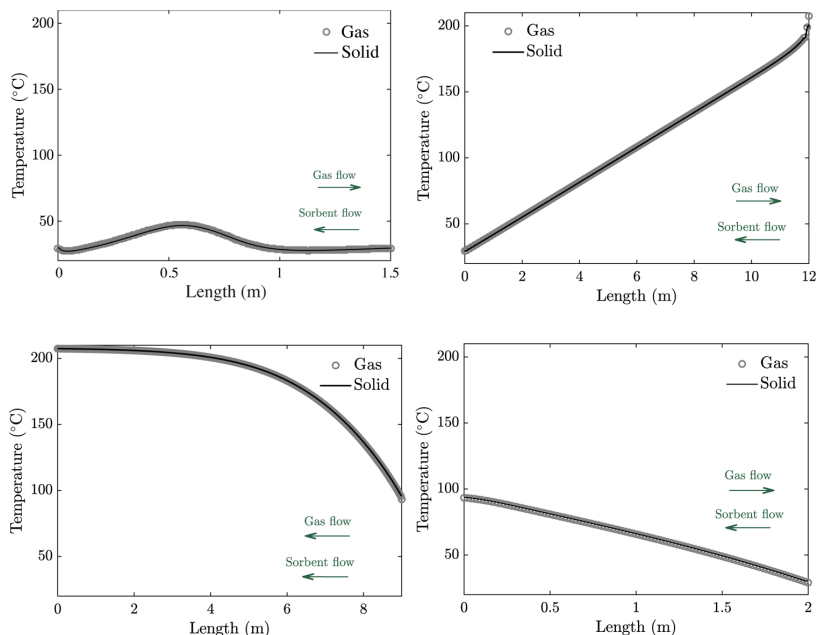 200
150
100
50
Temperature (°C)
Gas
Solid
Gas flow
Sorbent flow
0
0.5
1
1.5
Length (m)
200
150
100
50
Temperature (°C)
Gas
Solid
Gas flow
Sorbent flow
0
2
4
6
8
10
12
Length (m)
200
150
100
50
Temperature (°C)
Gas
Solid
Gas flow
Sorbent flow
0
2
4
6
8
Length (m)
200
150
100
50
Temperature (°C)
Gas
Solid
Gas flow
Sorbent flow
0
0.5
1
1.5
2
Length (m)